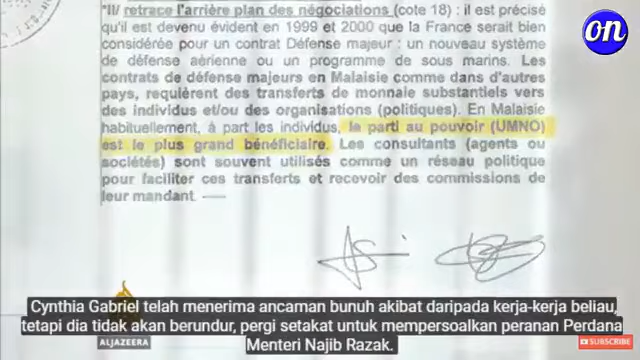 on
"II/ retrace l'arrière plan des négociations (cote 18) : il est précisé
qu'il est devenu évident en 1999 et 2000 que la France serait bien
considérée pour un contrat Défense majeur : un nouveau système
de défense aérienne ou un programme de sous marins. Les
contrats de défense majeurs en Malaisie comme dans d'autres
pays, requièrent des transferts de monnaie substantiels vers
des individus et/ou des organisations (politiques). En Malaisie
habituellement, à part les individus, le parti au pouvoir (UMNO)
est le plus grand bénéficiaire. Les consultants (agents ou
sociétés) sont souvent utilisés comme un réseau politique
pour faciliter ces transferts et recevoir des commissions de
leur mandant. ----
Cynthia Gabriel telah menerima ancaman bunuh akibat daripada kerja-kerja beliau,
tetapi dia tidak akan berundur, pergi setakat untuk mempersoalkan peranan Perdana
Menteri Najib Razak.
ALJAZEERA
SUBSCRIBE